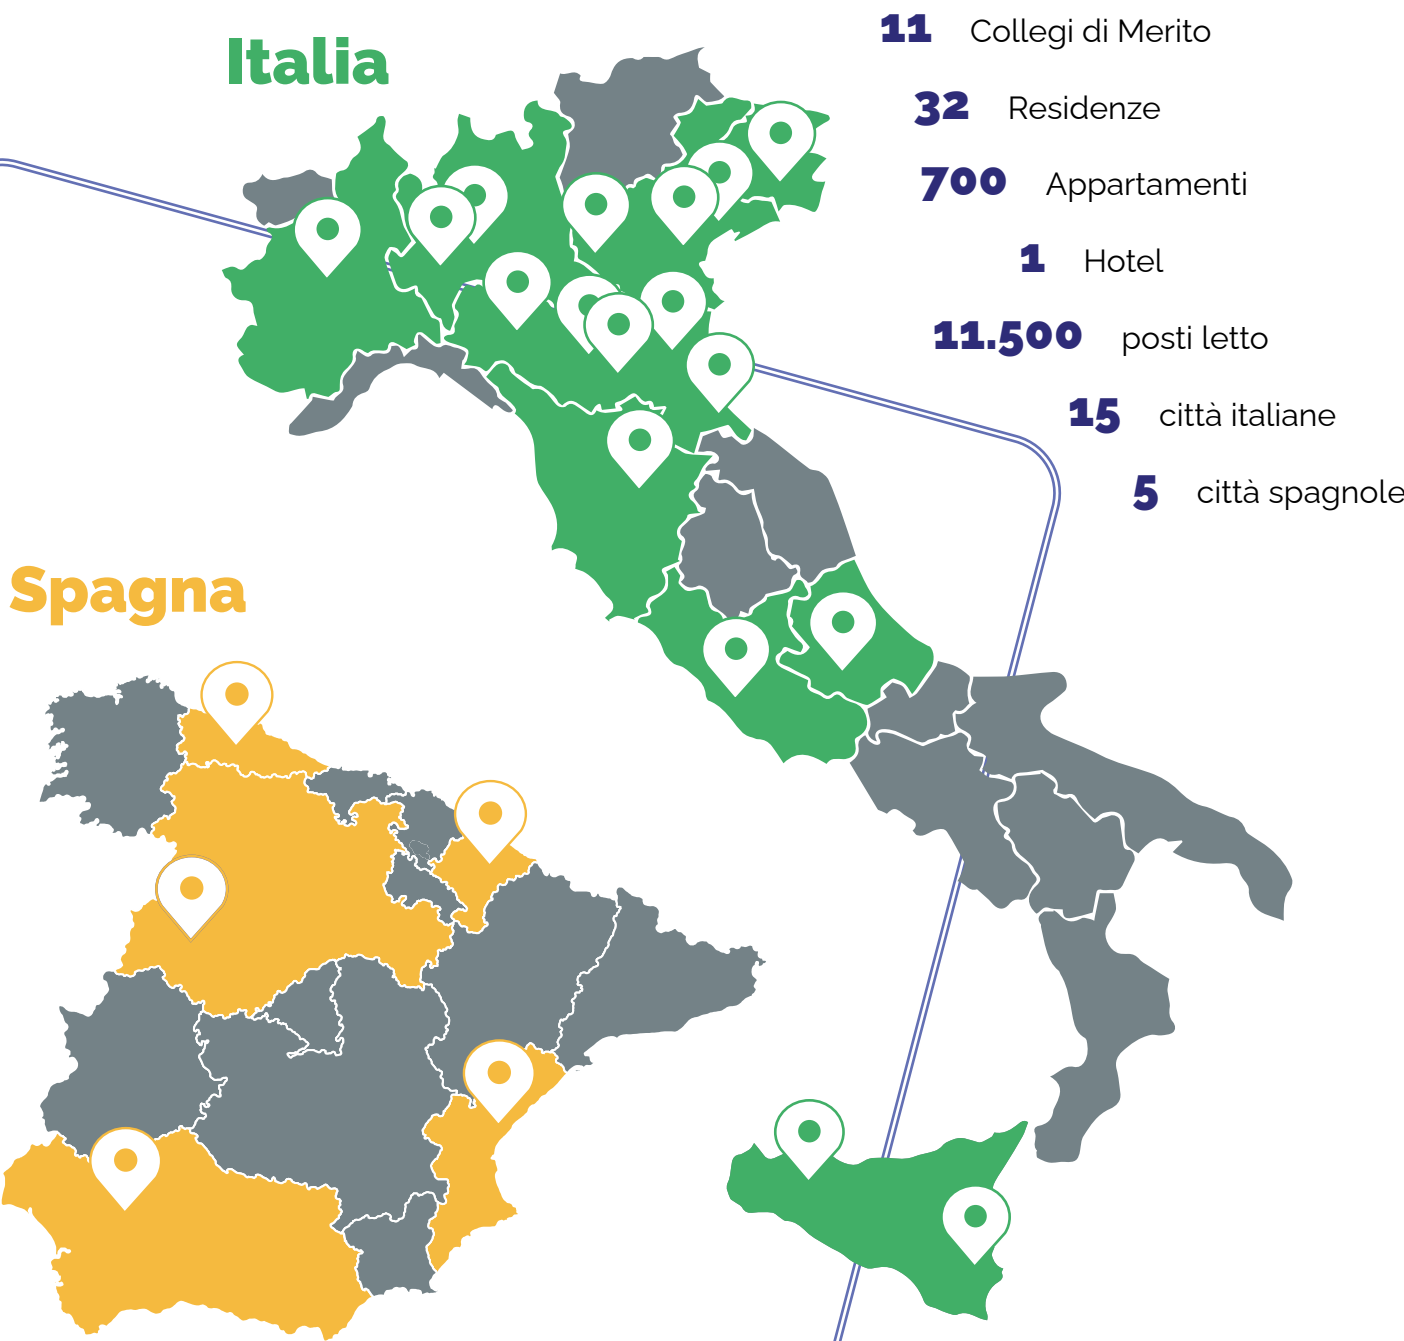 Italia
11 Collegi di Merito
32 Residenze
700 Appartamenti
1 Hotel
11.500 posti letto
15 città italiane
5 città spagnole
Spagna